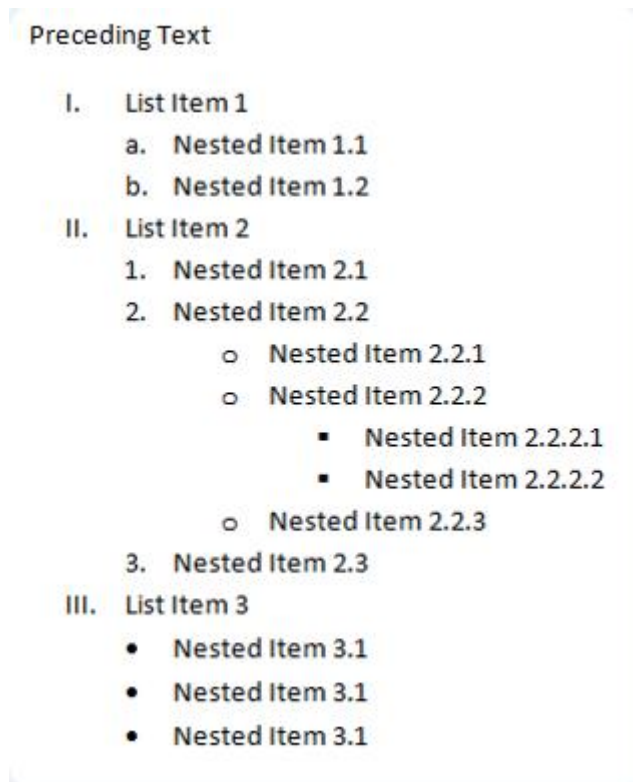 Preceding Text
I. List Item 1
a. Nested Item 1.1
b. Nested Item 1.2
II. List Item 2
1. Nested Item 2.1
2. Nested Item 2.2
o Nested Item 2.2.1
o Nested Item 2.2.2
▪ Nested Item 2.2.2.1
▪ Nested Item 2.2.2.2
o Nested Item 2.2.3
3. Nested Item 2.3
III. List Item 3
• Nested Item 3.1
• Nested Item 3.1
• Nested Item 3.1